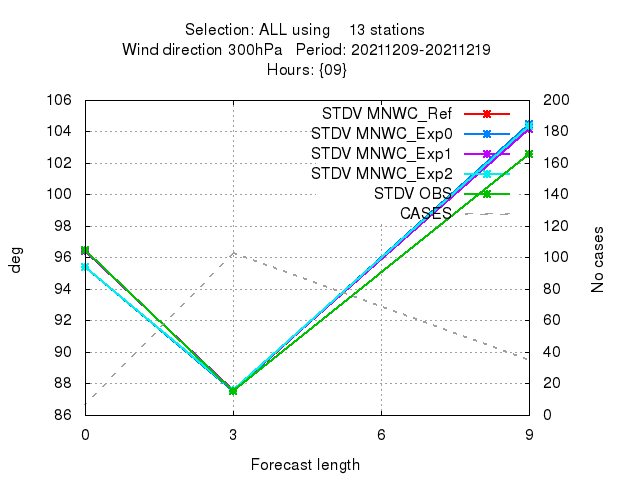 Selection: ALL using 13 stations
Wind direction 300hPa Period: 20211209-20211219
Hours: {09}
106 200
STDV MNWC_Ref
104 180
STDV MNWC_Exp0
STDV MNWC_Exp1
102 160
STDV MNWC_Exp2
100 140
STDV OBS
CASES
98 120
96 100
deg
No cases
94 80
92 60
90 40
88 20
86 0
0 3 6 9
Forecast length